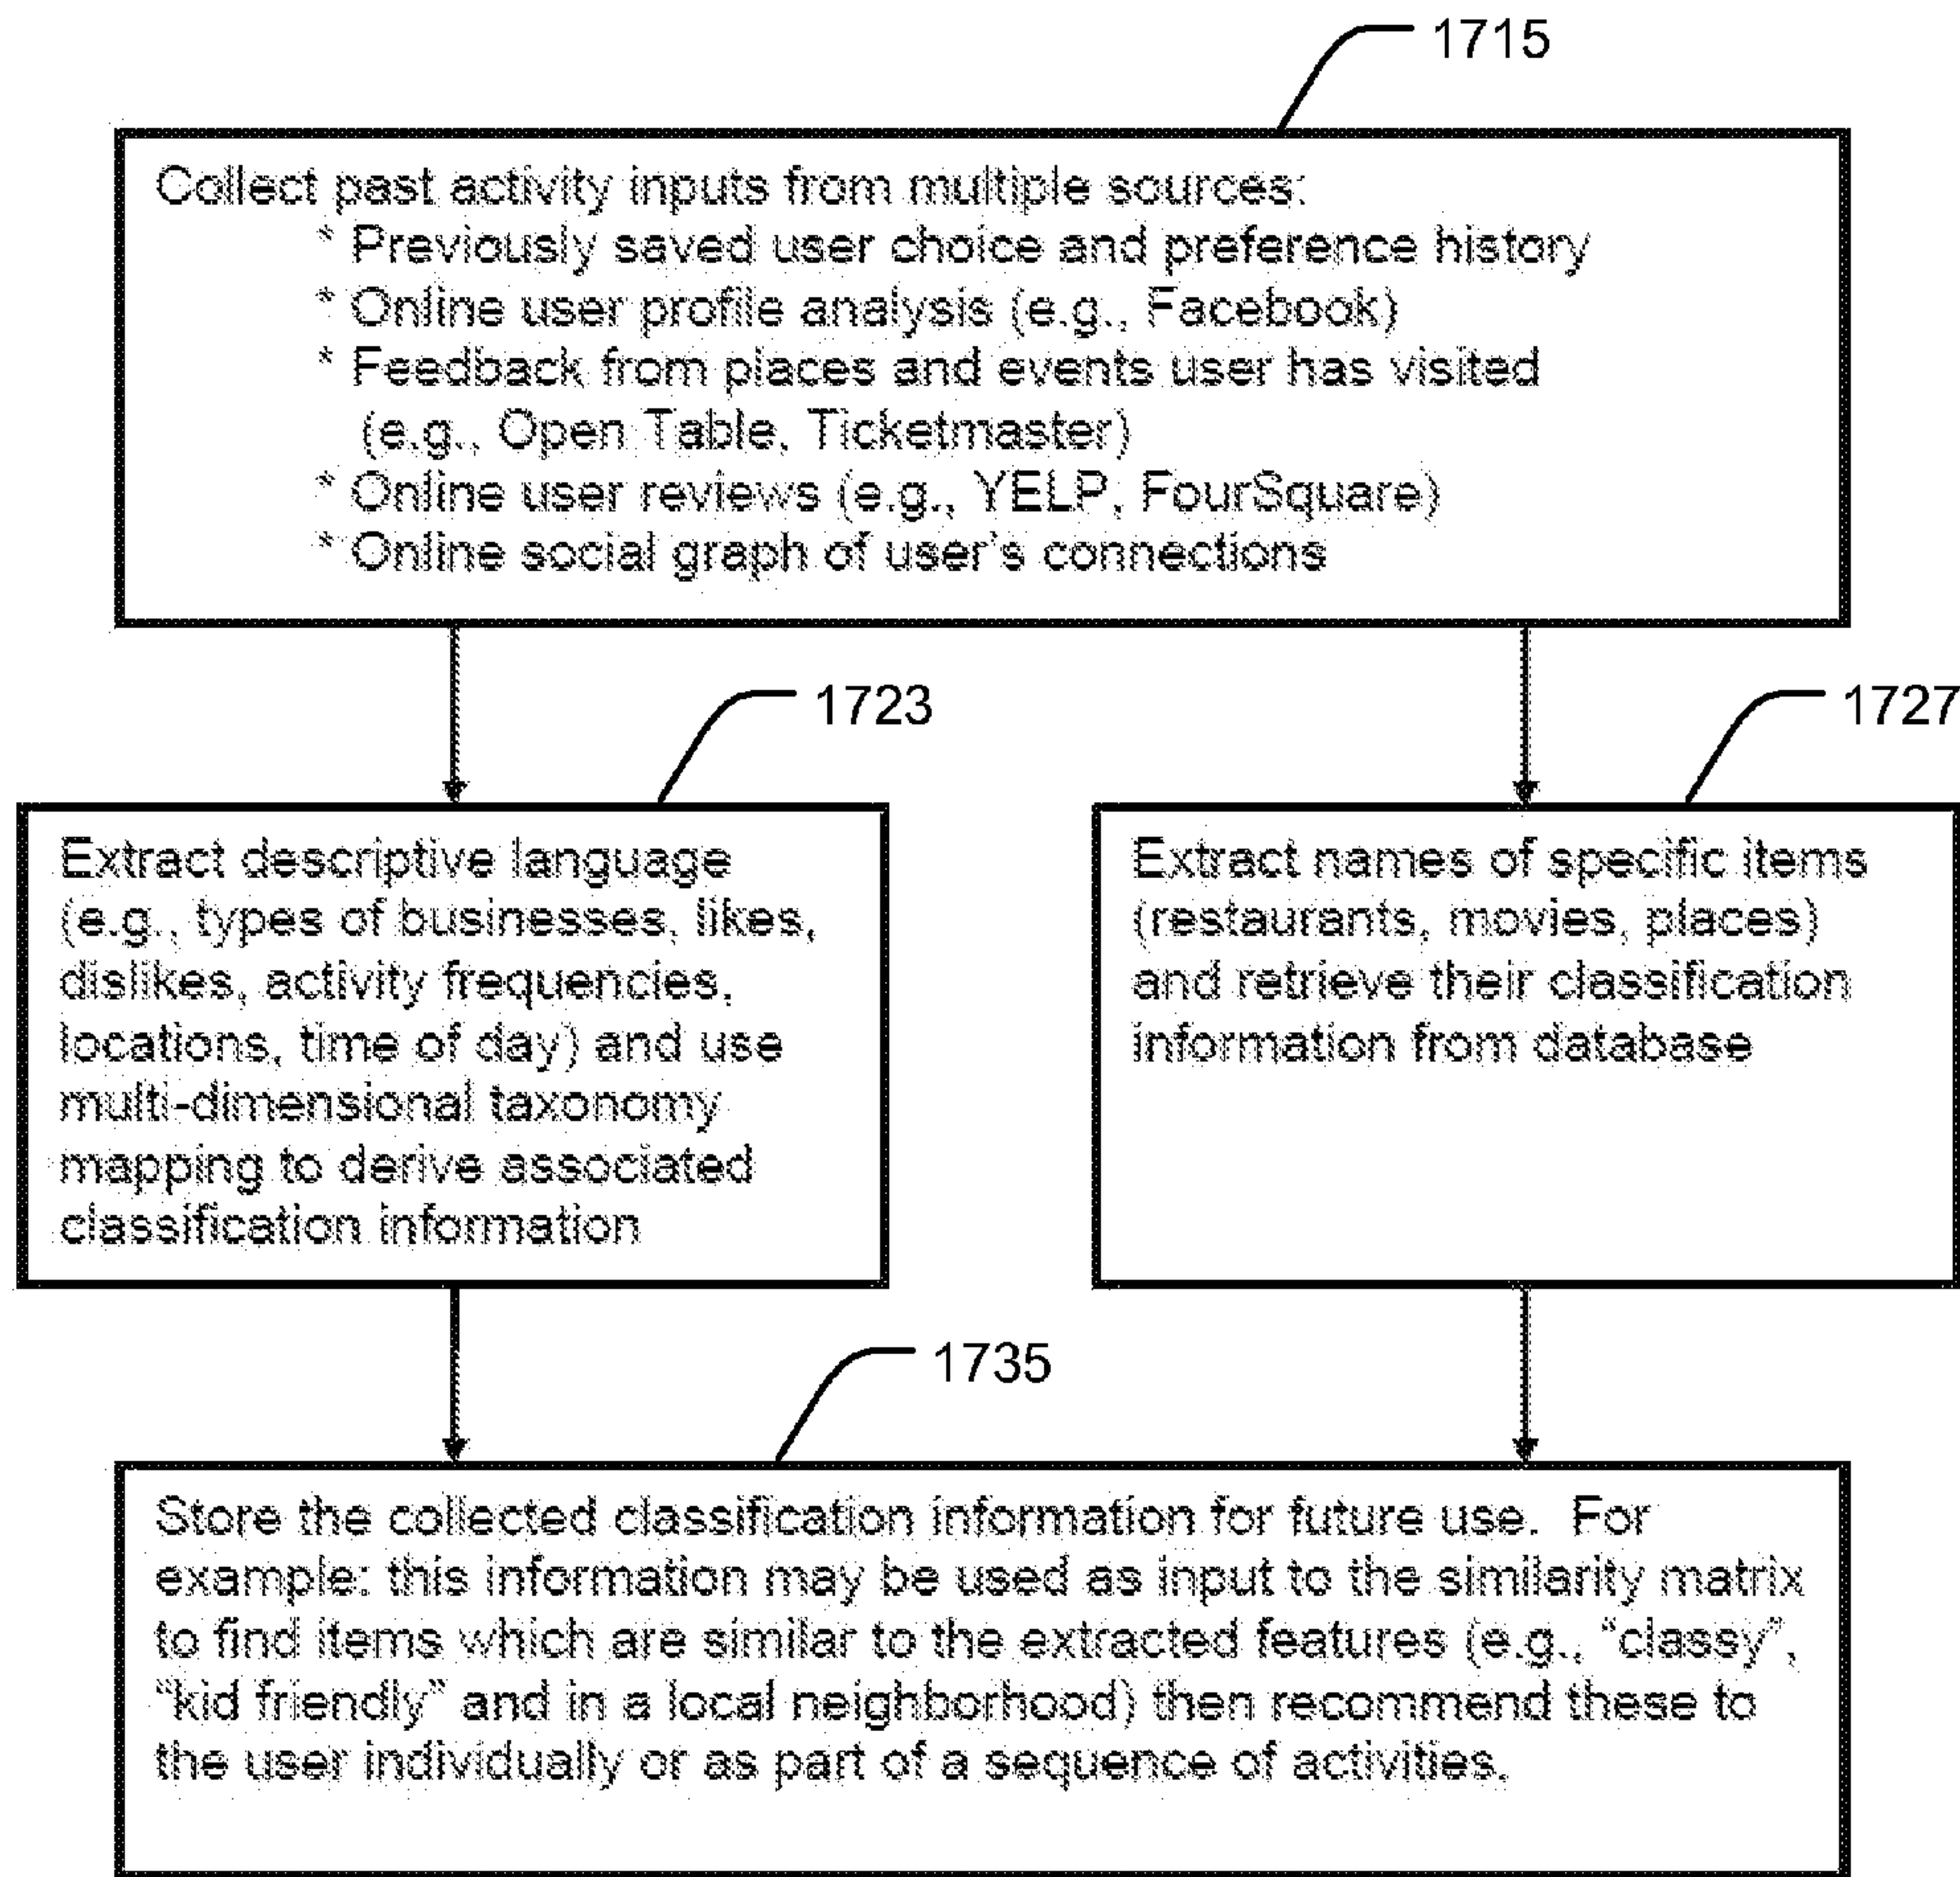 1715
Collect past activity inputs from multiple sources:
* Previously saved user choice and preference history
* Online user profile analysis (e.g., Facebook)
* Feedback from places and events user has visited
(e.g., Open Table, Ticketmaster)
* Online user reviews (e.g., YELP, FourSquare)
* Online social graph of user's connections
1723
Extract descriptive language
(e.g., types of businesses, likes,
dislikes, activity frequencies,
locations, time of day) and use
multi-dimensional taxonomy
mapping to derive associated
classification information
1727
Extract names of specific items
(restaurants, movies, places)
and retrieve their classification
information from database
1735
Store the collected classification information for future use.  For
example: this information may be used as input to the similarity matrix
to find items which are similar to the extracted features (e.g., “classy”,
“kid friendly” and in a local neighborhood) then recommend these to
the user individually or as part of a sequence of activities.